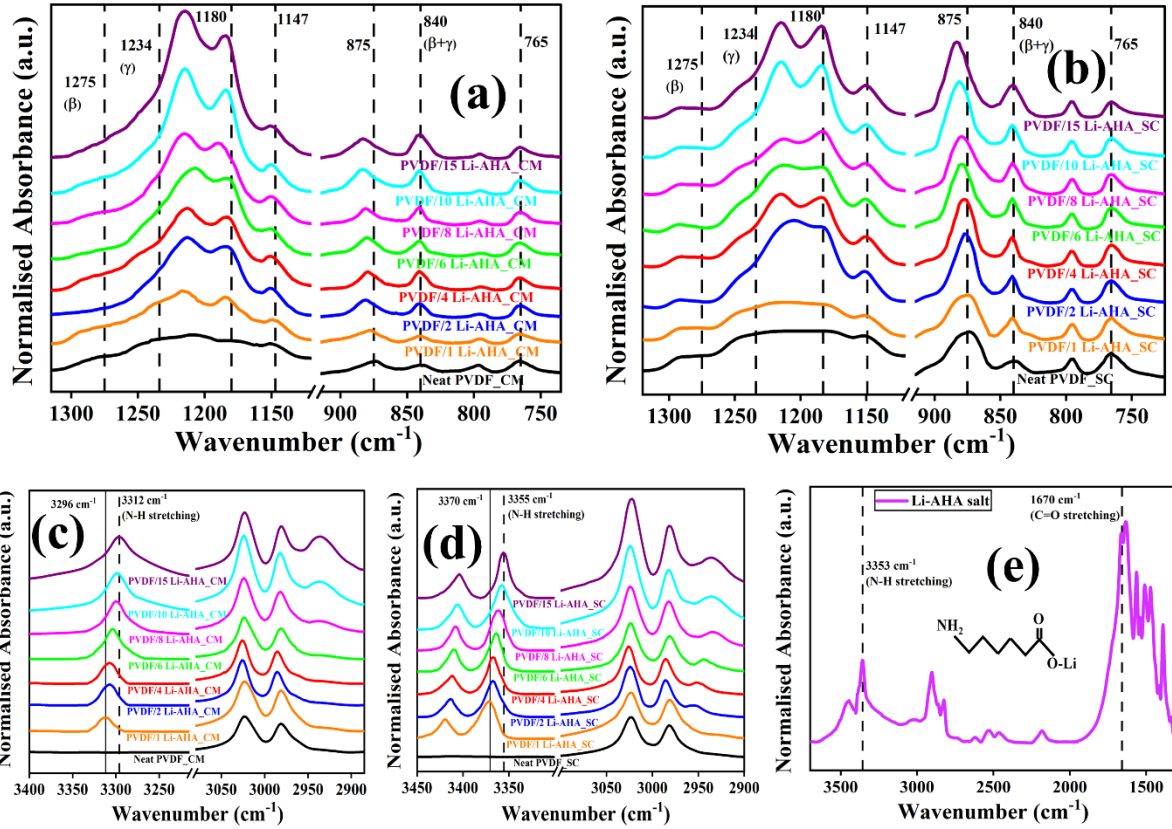 (a)
Normalised Absorbance (a.u.)
1275
(β)
1234
(γ)
1180
1147
875
840
(β+γ)
765
PVDF/15 Li-AHA_CM
PVDF/10 Li-AHA_CM
PVDF/8 Li-AHA_CM
PVDF/6 Li-AHA_CM
PVDF/4 Li-AHA_CM
PVDF/2 Li-AHA_CM
PVDF/1 Li-AHA_CM
Neat PVDF_CM
1315 1260 1200 1147 900 850 800 750
Wavenumber (cm-1)
(b)
Normalised Absorbance (a.u.)
1275
(β)
1234
(γ)
1180
1147
875
840
(β+γ)
765
PVDF/15 Li-AHA_SC
PVDF/10 Li-AHA_SC
PVDF/8 Li-AHA_SC
PVDF/6 Li-AHA_SC
PVDF/4 Li-AHA_SC
PVDF/2 Li-AHA_SC
PVDF/1 Li-AHA_SC
Neat PVDF_SC
1315 1260 1200 1147 900 850 800 750
Wavenumber (cm-1)
(c)
Normalised Absorbance (a.u.)
3296 cm-1
3312 cm-1
(N-H stretching)
PVDF/15 Li-AHA_CM
PVDF/10 Li-AHA_CM
PVDF/8 Li-AHA_CM
PVDF/6 Li-AHA_CM
PVDF/4 Li-AHA_CM
PVDF/2 Li-AHA_CM
PVDF/1 Li-AHA_CM
Neat PVDF_CM
3400 3350 3300 3250 3200 3050 3000 2950 2900
Wavenumber (cm-1)
(d)
Normalised Absorbance (a.u.)
3370 cm-1
3355 cm-1
(N-H stretching)
PVDF/15 Li-AHA_SC
PVDF/10 Li-AHA_SC
PVDF/8 Li-AHA_SC
PVDF/6 Li-AHA_SC
PVDF/4 Li-AHA_SC
PVDF/2 Li-AHA_SC
PVDF/1 Li-AHA_SC
Neat PVDF_SC
3450 3400 3350 3300 3050 3000 2950 2900
Wavenumber (cm-1)
(e)
Normalised Absorbance (a.u.)
Li-AHA salt
1670 cm-1
(C=O stretching)
3353 cm-1
(N-H stretching)
NH2
O
O-Li
3500 3000 2500 2000 1500
Wavenumber (cm-1)